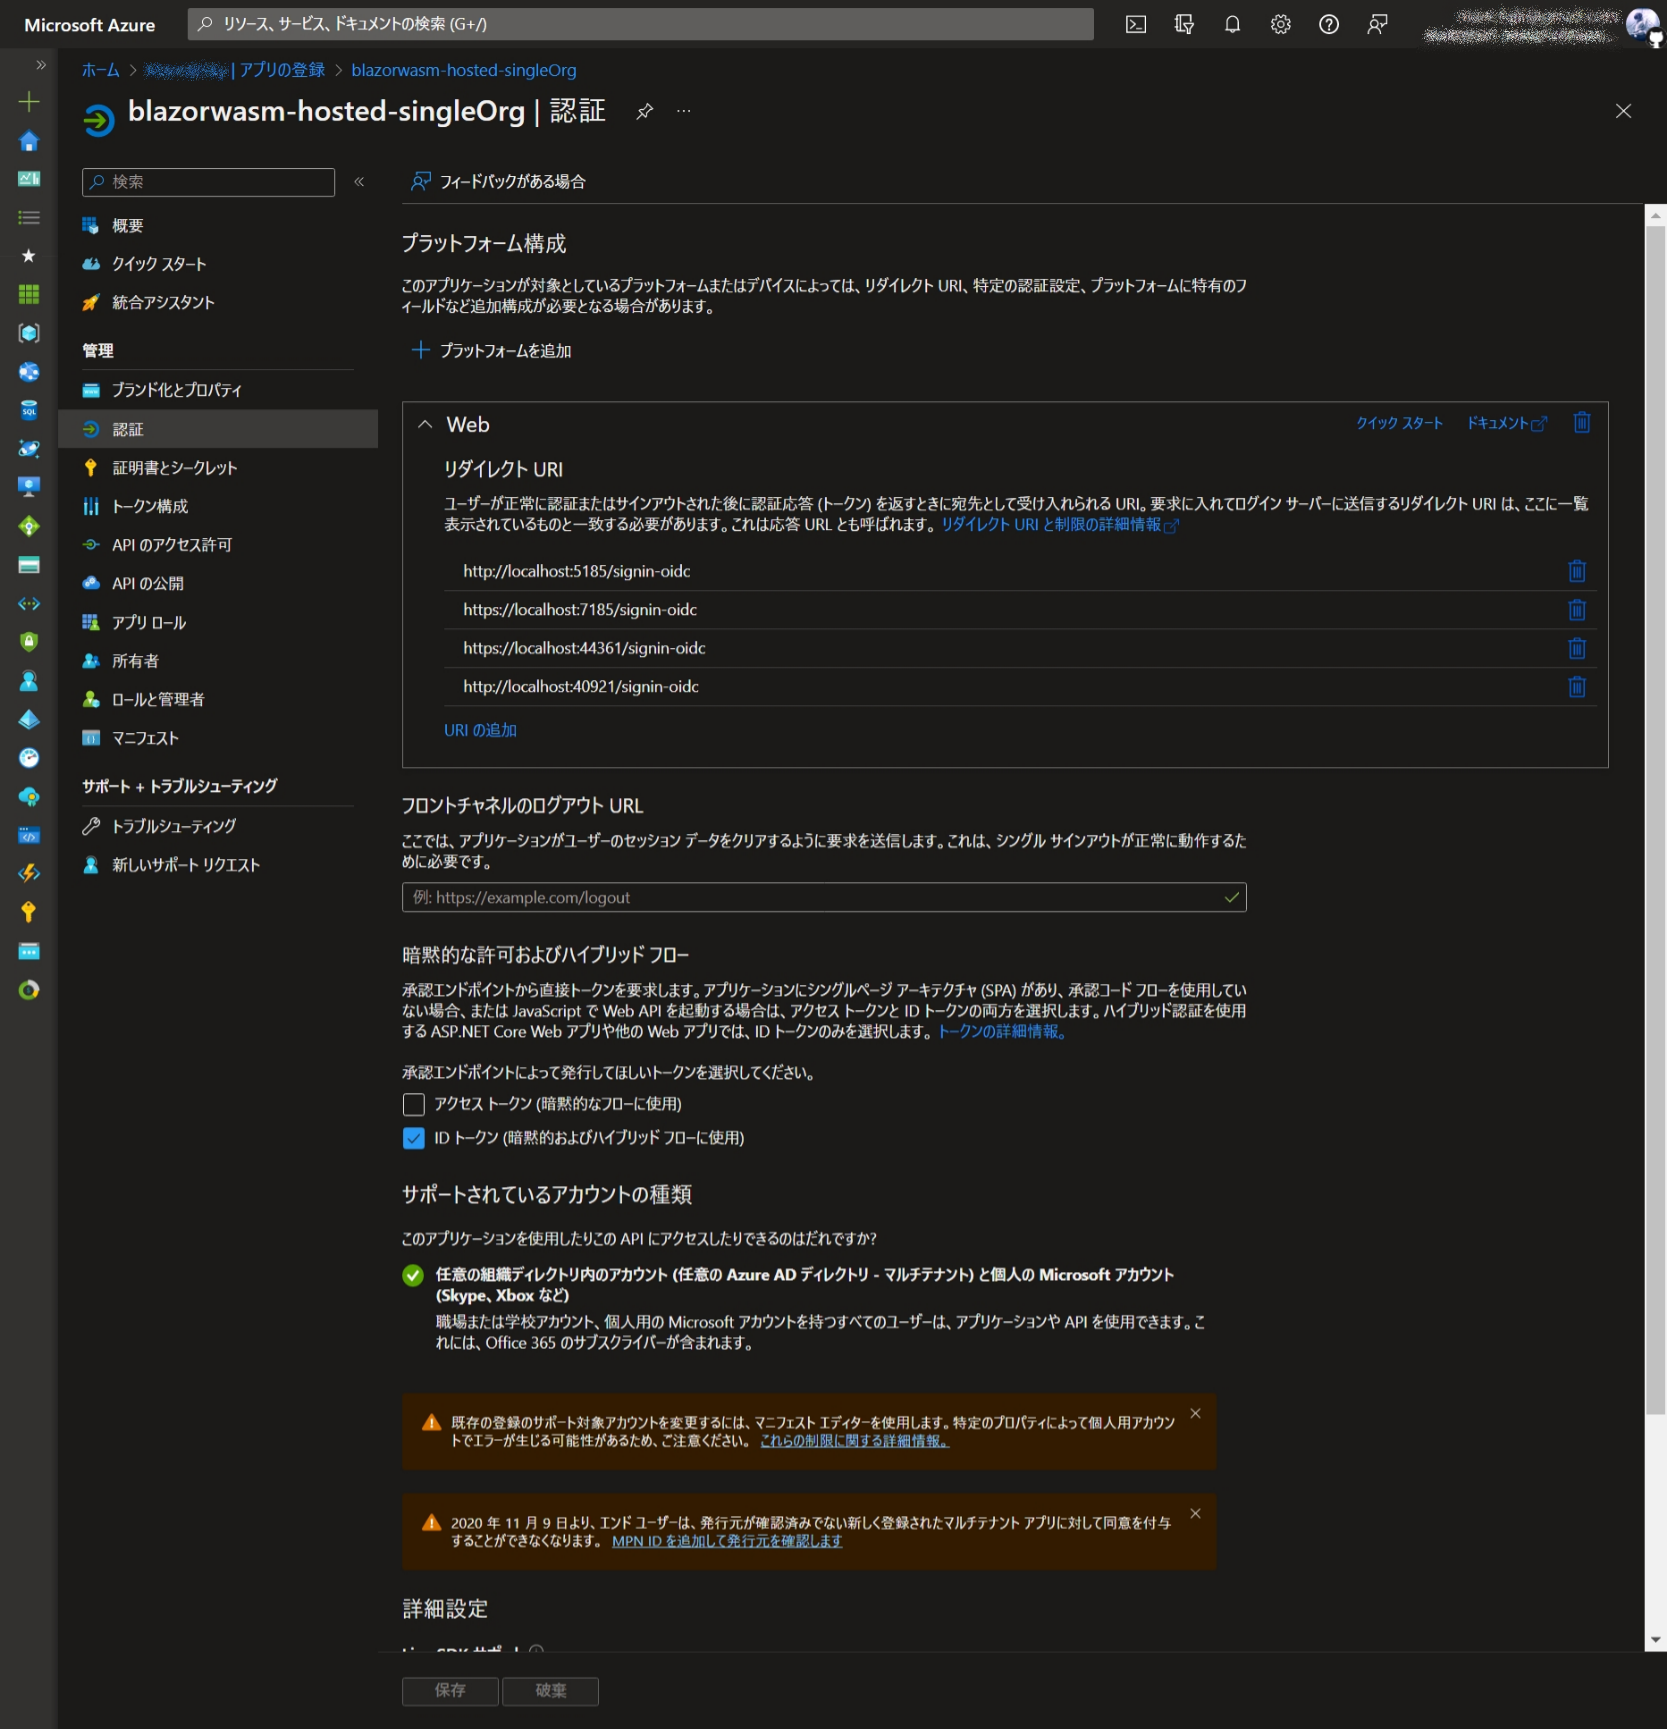 Microsoft Azure
リソース、サービス、ドキュメントの検索 (G+/)
ホーム > | アプリの登録 > blazorwasm-hosted-singleOrg
blazorwasm-hosted-singleOrg | 認証
検索
フィードバックがある場合
概要
クイック スタート
統合アシスタント
管理
ブランド化とプロパティ
認証
証明書とシークレット
トークン構成
API のアクセス許可
API の公開
アプリ ロール
所有者
ロールと管理者
マニフェスト
サポート + トラブルシューティング
トラブルシューティング
新しいサポート リクエスト
プラットフォーム構成
このアプリケーションが対象としているプラットフォームまたはデバイスによっては、リダイレクト URI、特定の認証設定、プラットフォームに特有のフ
ィールドなど追加構成が必要となる場合があります。
プラットフォームを追加
Web
クイック スタート
ドキュメント
リダイレクト URI
ユーザーが正常に認証またはサインアウトされた後に認証応答 (トークン) を返すときに宛先として受け入れられる URI。要求に入れてログイン サーバーに送信するリダイレクト URI は、ここに一覧
表示されているものと一致する必要があります。これは応答 URL とも呼ばれます。 リダイレクト URI と制限の詳細情報
http://localhost:5185/signin-oidc
https://localhost:7185/signin-oidc
https://localhost:44361/signin-oidc
http://localhost:40921/signin-oidc
URI の追加
フロントチャネルのログアウト URL
ここでは、アプリケーションがユーザーのセッション データをクリアするように要求を送信します。これは、シングル サインアウトが正常に動作するた
めに必要です。
例: https://example.com/logout
暗黙的な許可およびハイブリッド フロー
承認エンドポイントから直接トークンを要求します。アプリケーションにシングルページ アーキテクチャ (SPA) があり、承認コード フローを使用してい
ない場合、または JavaScript で Web API を起動する場合は、アクセス トークンと ID トークンの両方を選択します。ハイブリッド認証を使用
する ASP.NET Core Web アプリや他の Web アプリでは、ID トークンのみを選択します。 トークンの詳細情報。
承認エンドポイントによって発行してほしいトークンを選択してください。
アクセス トークン (暗黙的なフローに使用)
ID トークン (暗黙的およびハイブリッド フローに使用)
サポートされているアカウントの種類
このアプリケーションを使用したりこの API にアクセスしたりできるのはだれですか?
任意の組織ディレクトリ内のアカウント (任意の Azure AD ディレクトリ - マルチテナント) と個人の Microsoft アカウント
(Skype、Xbox など)
職場または学校アカウント、個人用の Microsoft アカウントを持つすべてのユーザーは、アプリケーションや API を使用できます。こ
れには、Office 365 のサブスクライバーが含まれます。
既存の登録のサポート対象アカウントを変更するには、マニフェスト エディターを使用します。特定のプロパティによって個人用アカウン
トでエラーが生じる可能性があるため、ご注意ください。 これらの制限に関する詳細情報。
2020 年 11 月 9 日より、エンド ユーザーは、発行元が確認済みでない新しく登録されたマルチテナント アプリに対して同意を付与
することができなくなります。 MPN ID を追加して発行元を確認します
詳細設定
保存
破棄